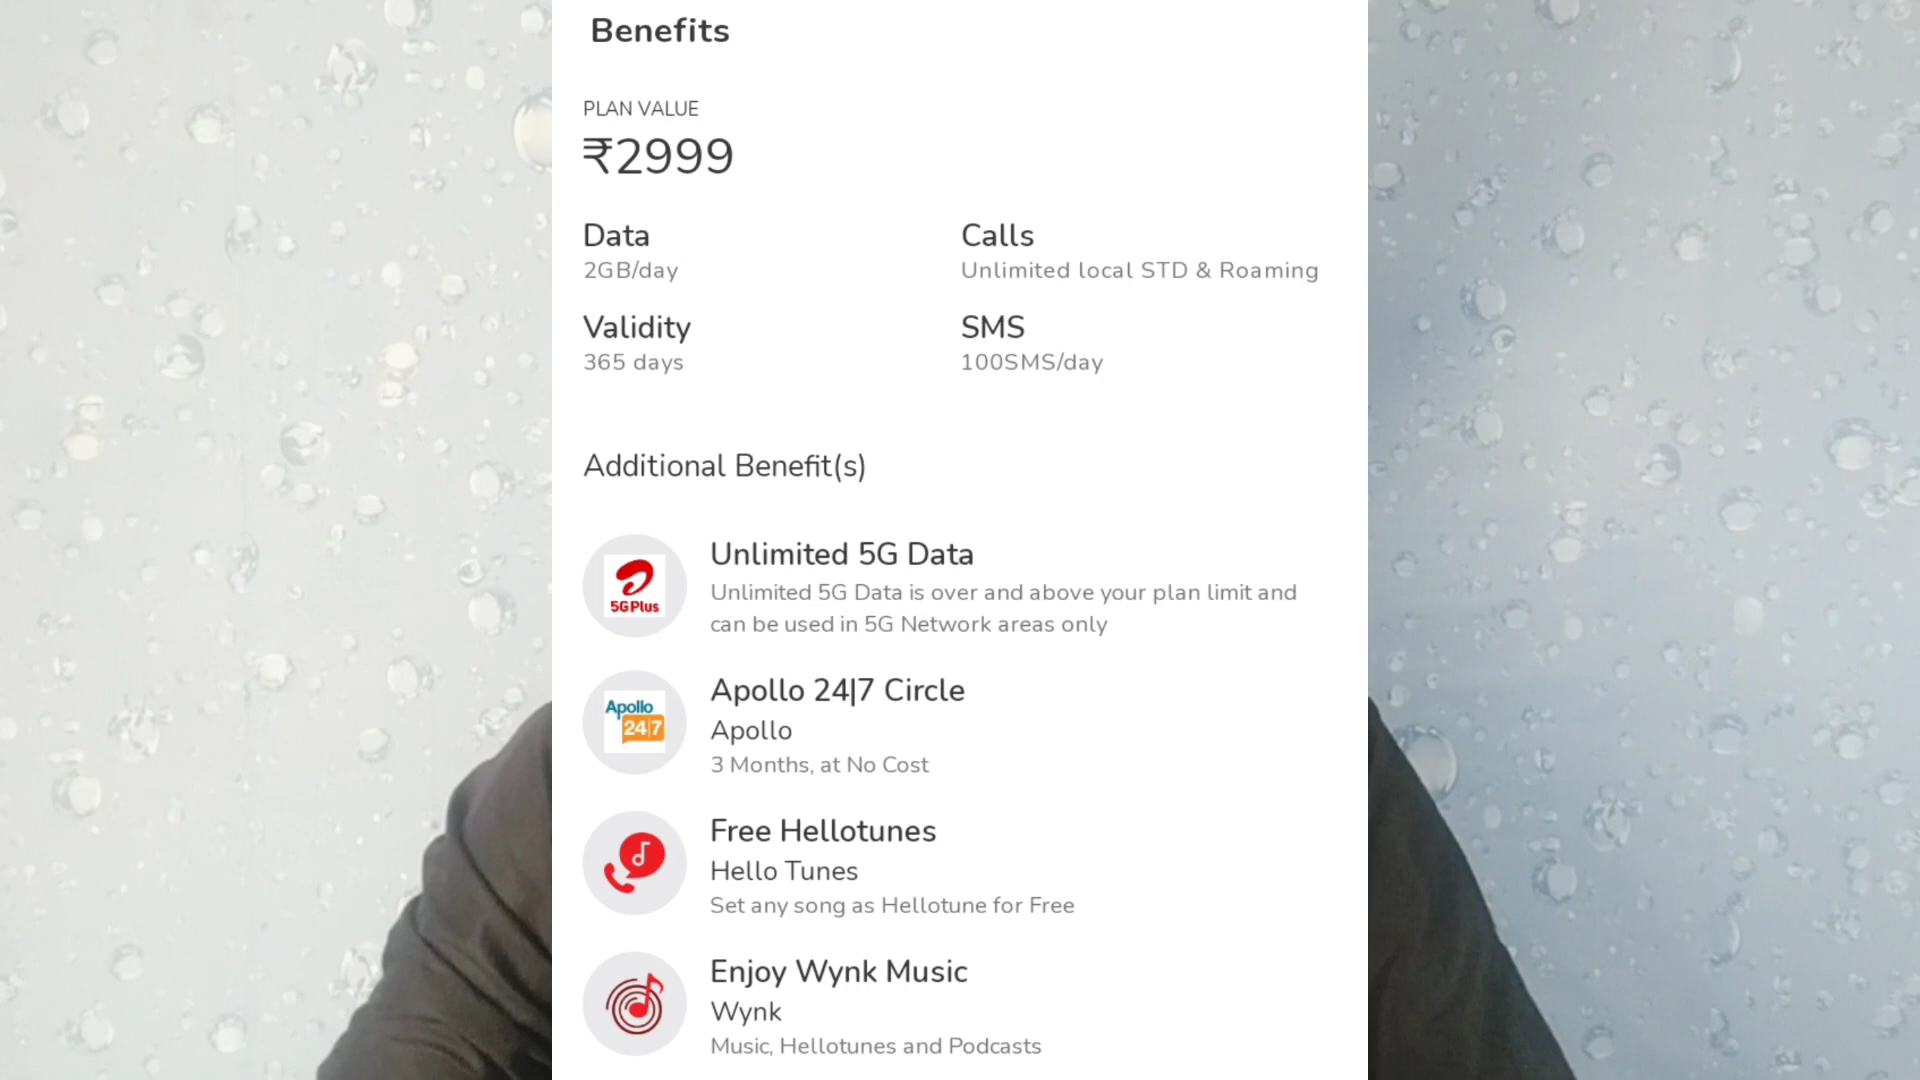 Benefits
PLAN VALUE
₹2999
Data
2GB/day
Calls
Unlimited local STD & Roaming
Validity
365 days
SMS
100SMS/day
Additional Benefit(s)
5G Plus
Unlimited 5G Data
Unlimited 5G Data is over and above your plan limit and
can be used in 5G Network areas only
Apollo
24|7
Apollo 24|7 Circle
Apollo
3 Months, at No Cost
Free Hellotunes
Hello Tunes
Set any song as Hellotune for Free
Enjoy Wynk Music
Wynk
Music, Hellotunes and Podcasts